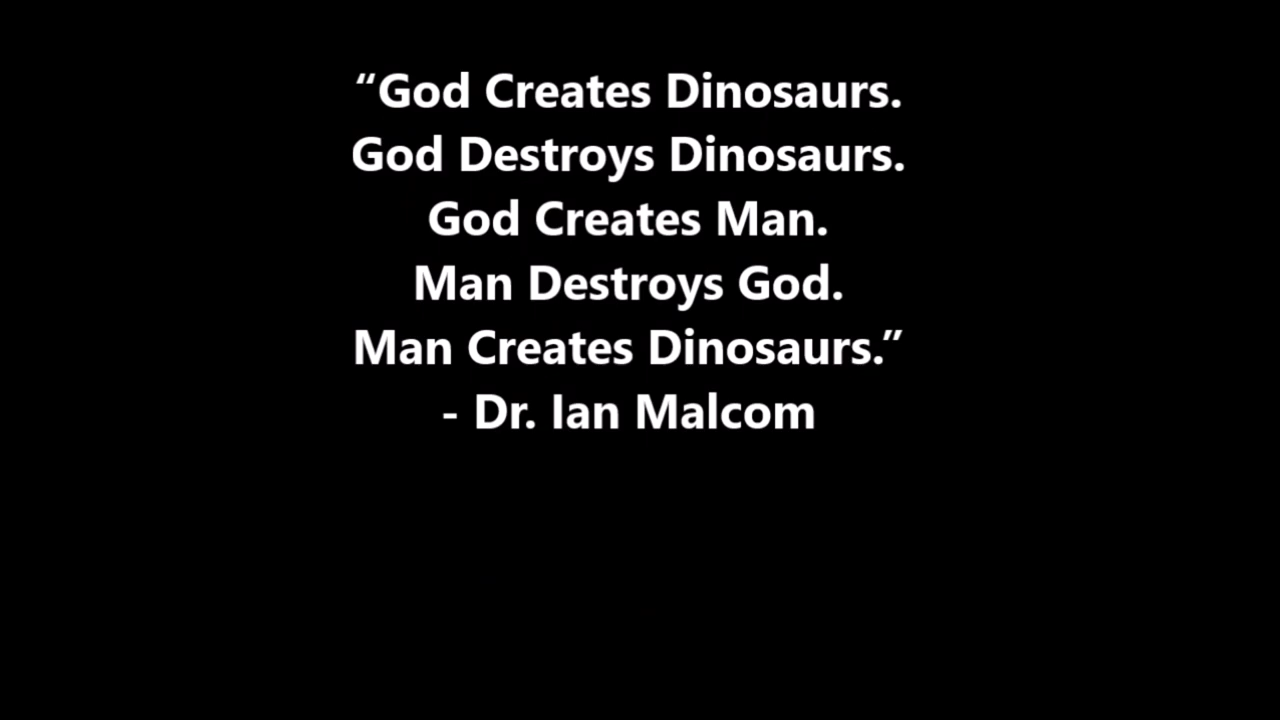 “God Creates Dinosaurs.
God Destroys Dinosaurs.
God Creates Man.
Man Destroys God.
Man Creates Dinosaurs.”
- Dr. Ian Malcom